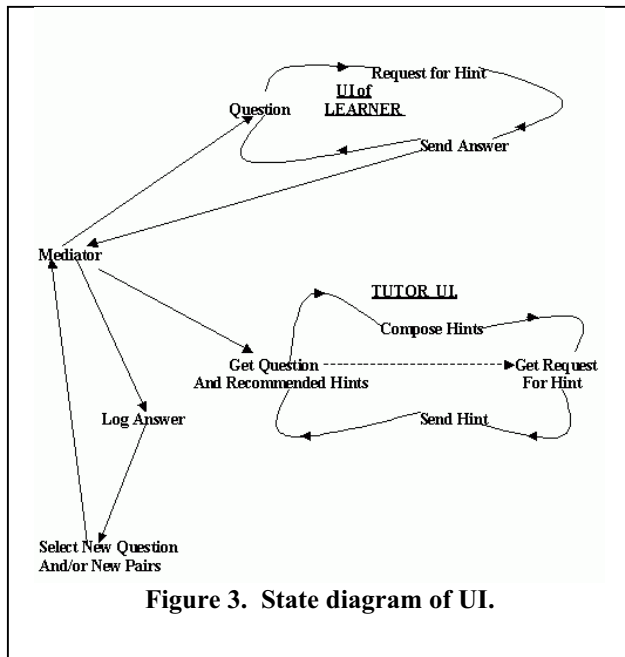 Request for Hint
UI of
LEARNER
Question
Send Answer
Mediator
TUTOR UI
Compose Hints
Get Question
And Recommended Hints
Get Request
For Hint
Log Answer
Send Hint
Select New Question
And/or New Pairs
Figure 3. State diagram of UI.